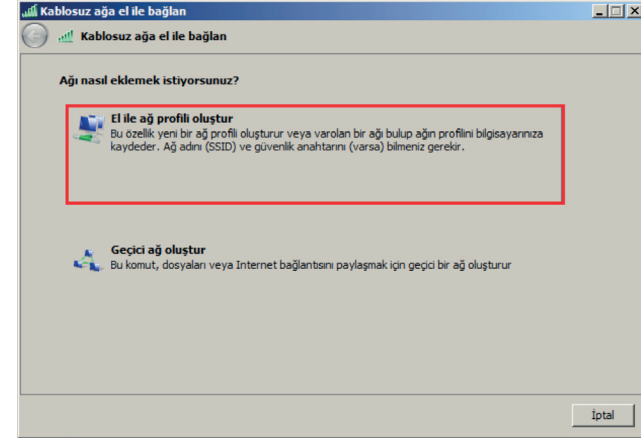 Kablosuz ağa el ile bağlan
Kablosuz ağa el ile bağlan
Ağı nasıl eklemek istiyorsunuz?
El ile ağ profili oluştur
Bu özellik yeni bir ağ profili oluşturur veya varolan bir ağı bulup ağın profilini bilgisayarınıza
kaydeder. Ağ adını (SSID) ve güvenlik anahtarını (varsa) bilmeniz gerekir.
Geçici ağ oluştur
Bu komut, dosyaları veya Internet bağlantısını paylaşmak için geçici bir ağ oluşturur
İptal